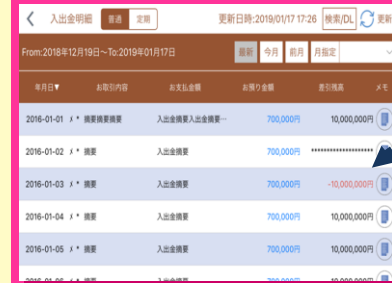 入出金明細 普通 定期 更新日時:2019/01/17 17:26 検索/DL 更新
From:2018年12月19日～To:2019年01月17日 最新 今月 前月 月指定
年月日▼ お取引内容 お支払金額 お預り金額 差引残高 メモ
2016-01-01 メ * 摘要摘要摘要 入出金摘要入出金摘要… 700,000円 10,000,000円
2016-01-02 メ * 摘要 入出金摘要 700,000円 ********************
2016-01-03 メ * 摘要 入出金摘要 700,000円 -10,000,000円
2016-01-04 メ * 摘要 入出金摘要 700,000円 10,000,000円
2016-01-05 メ * 摘要 入出金摘要 700,000円 10,000,000円